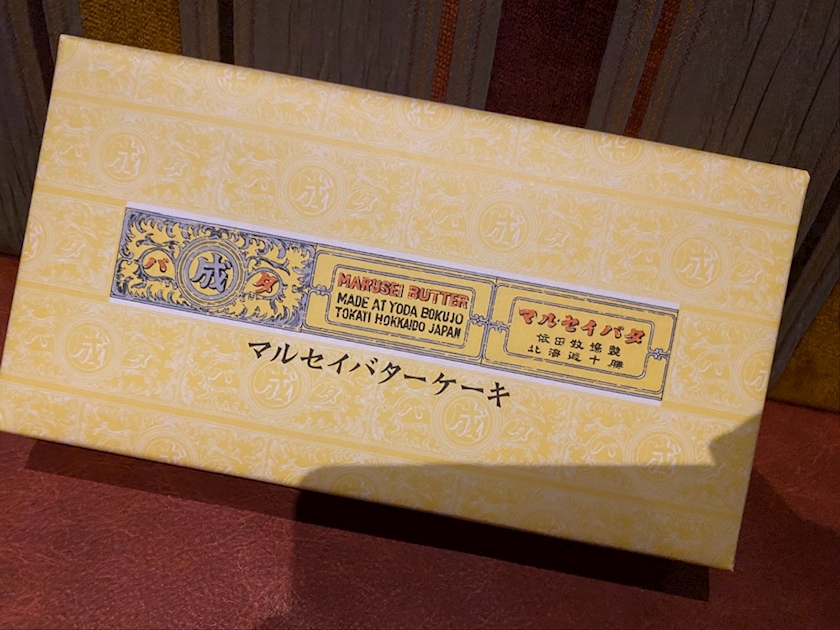 バ成タ
MARUSEI BUTTER
MADE AT YODA BOKUJO
TOKATI HOKKAIDO JAPAN
マルセイバタ
依田牧場製
北海道十勝
マルセイバターケーキ